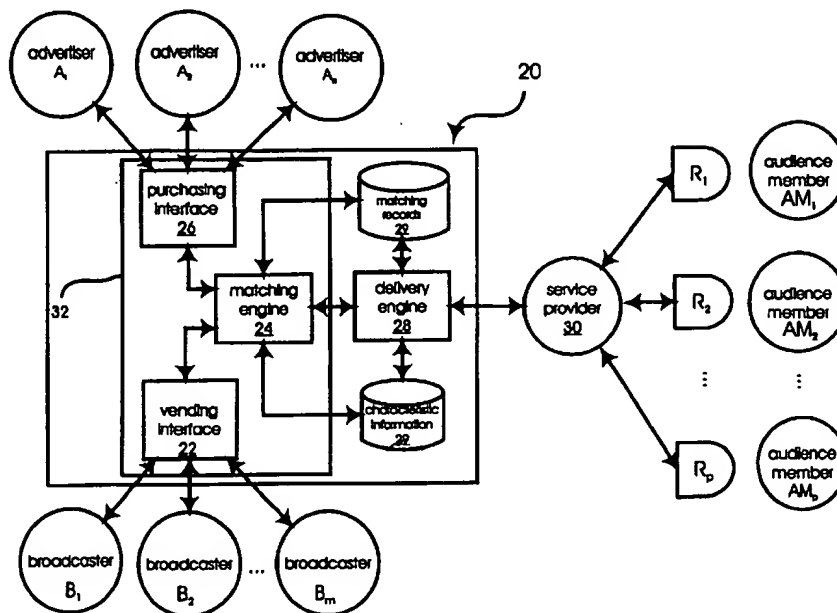 advertiser
A₁
advertiser
A₂
...
advertiser
Aₙ
20
purchasing
interface
26
matching
records
29
32
matching
engine
24
delivery
engine
28
service
provider
30
vending
interface
22
characteristic
information
29
R₁
audience
member
AM₁
R₂
audience
member
AM₂
...
...
Rₚ
audience
member
AMₚ
broadcaster
B₁
broadcaster
B₂
...
broadcaster
Bₘ